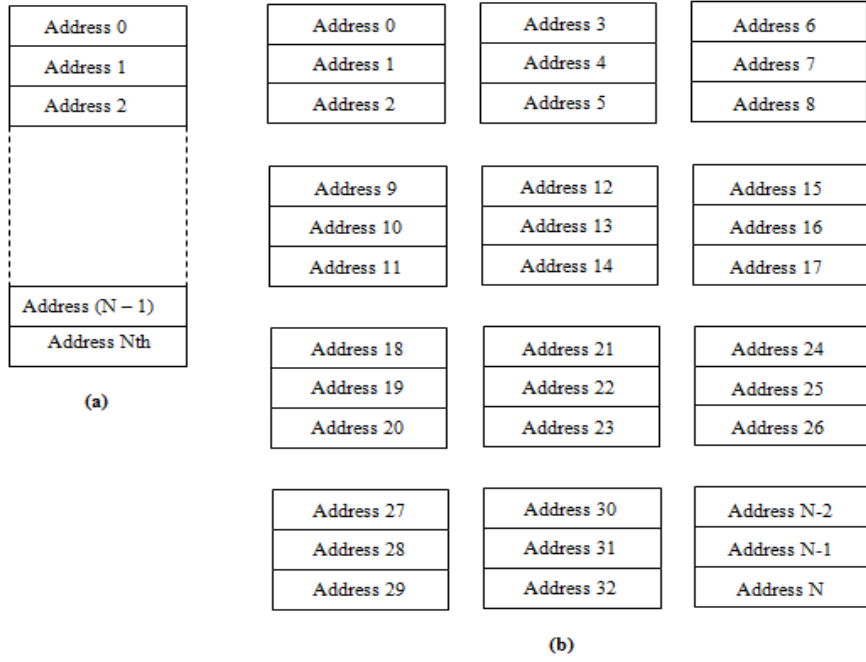 Address 0
Address 1
Address 2
Address (N – 1)
Address Nth
(a)
Address 0
Address 1
Address 2
Address 3
Address 4
Address 5
Address 6
Address 7
Address 8
Address 9
Address 10
Address 11
Address 12
Address 13
Address 14
Address 15
Address 16
Address 17
Address 18
Address 19
Address 20
Address 21
Address 22
Address 23
Address 24
Address 25
Address 26
Address 27
Address 28
Address 29
Address 30
Address 31
Address 32
Address N-2
Address N-1
Address N
(b)